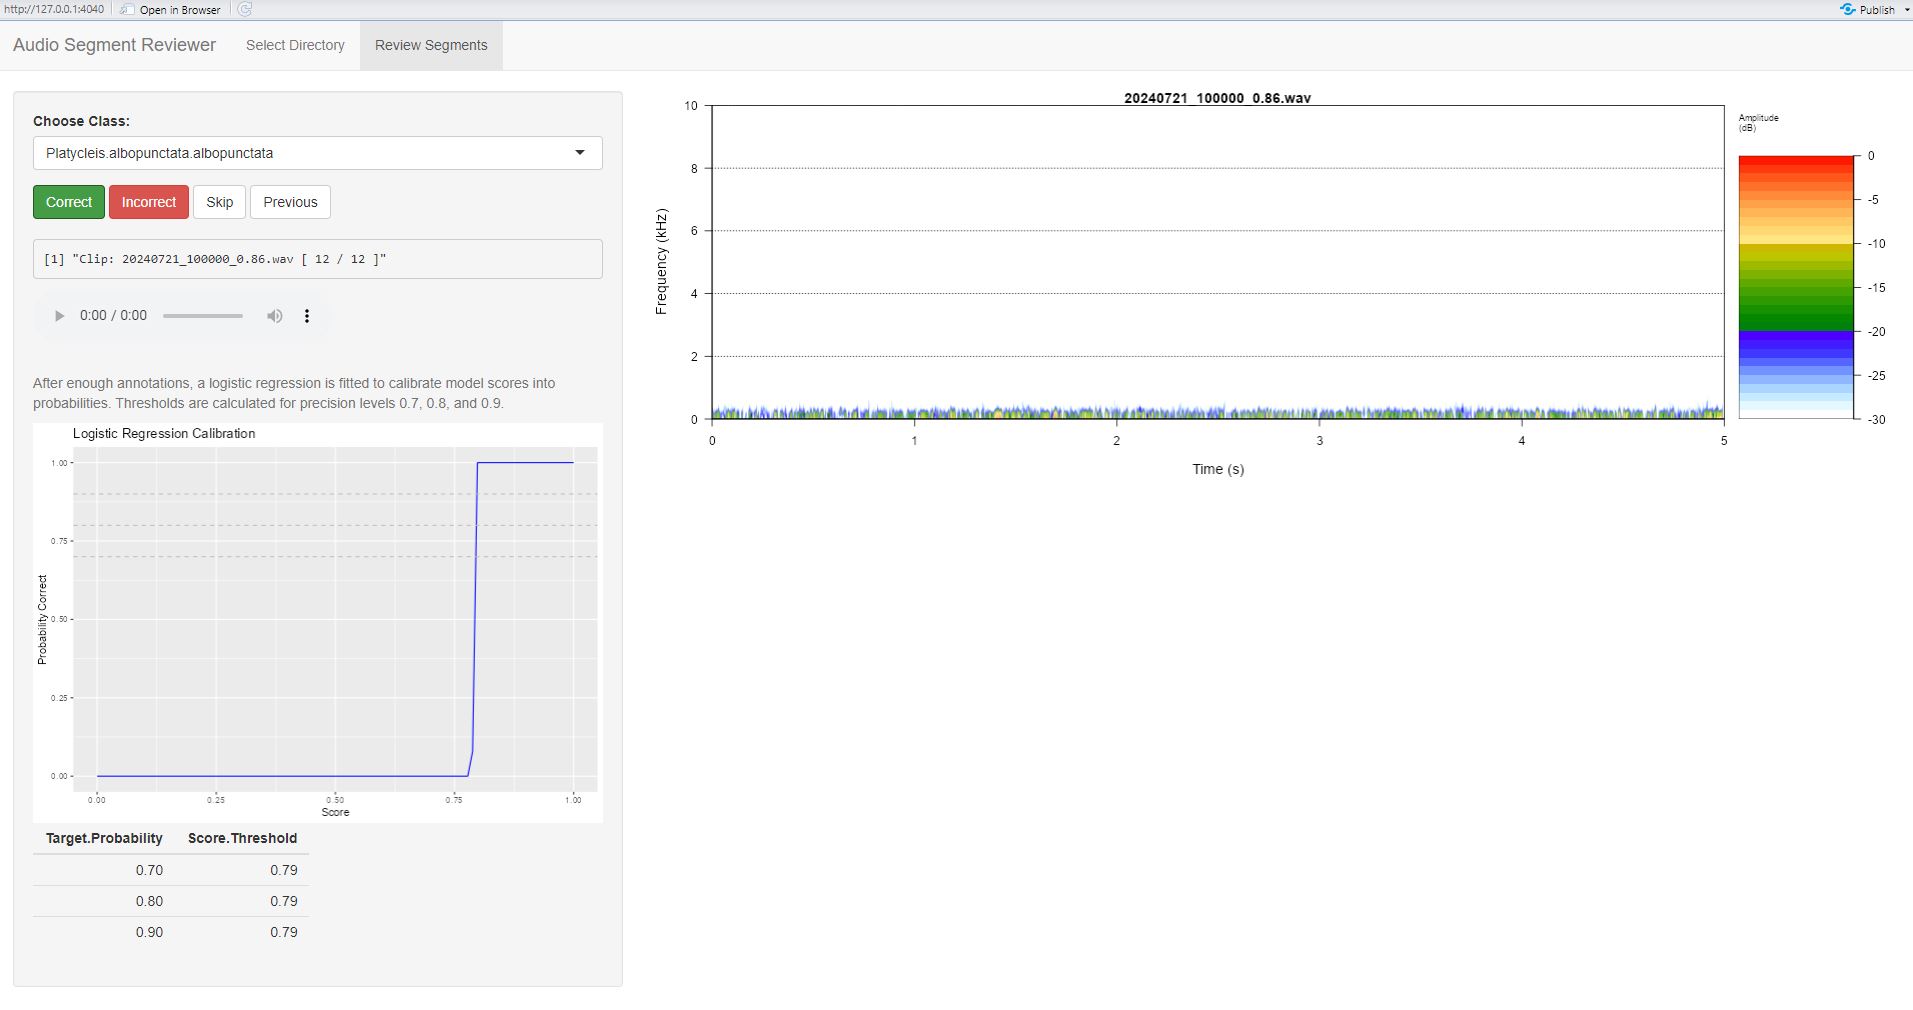 http://127.0.0.1:4040 Open in Browser Publish
Audio Segment Reviewer Select Directory Review Segments
Choose Class:
Platycleis.albopunctata.albopunctata
Correct Incorrect Skip Previous
[1] "Clip: 20240721_100000_0.86.wav [ 12 / 12 ]"
0:00 / 0:00
After enough annotations, a logistic regression is fitted to calibrate model scores into
probabilities. Thresholds are calculated for precision levels 0.7, 0.8, and 0.9.
Logistic Regression Calibration
1.00
0.75
0.50
0.25
0.00
Probability Correct
0.00 0.25 0.50 0.75 1.00
Score
Target.Probability Score.Threshold
0.70 0.79
0.80 0.79
0.90 0.79
20240721_100000_0.86.wav
10
8
6
4
2
0
Frequency (kHz)
0 1 2 3 4 5
Time (s)
Amplitude
(dB)
0
-5
-10
-15
-20
-25
-30